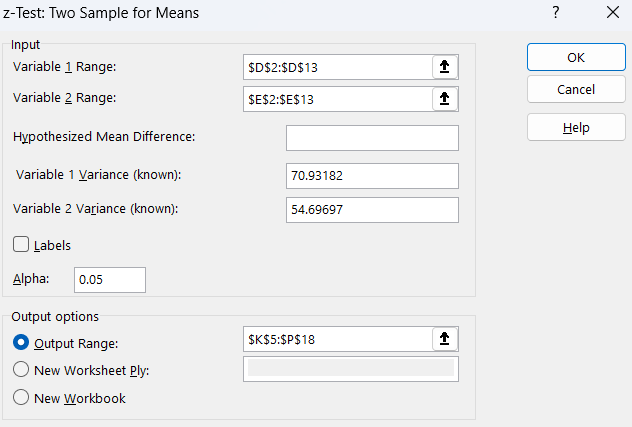 z-Test: Two Sample for Means ?
Input
Variable 1 Range: $D$2:$D$13
Variable 2 Range: $E$2:$E$13
Hypothesized Mean Difference:
Variable 1 Variance (known): 70.93182
Variable 2 Variance (known): 54.69697
Labels
Alpha: 0.05
Output options
Output Range: $K$5:$P$18
New Worksheet Ply:
New Workbook
OK
Cancel
Help